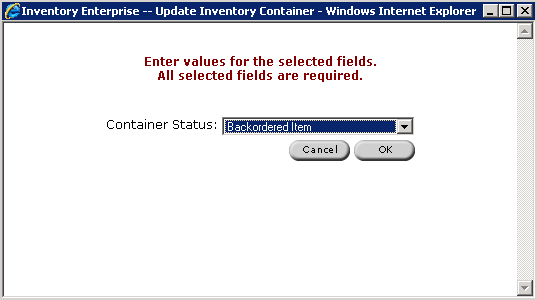 Inventory Enterprise -- Update Inventory Container - Windows Internet Explorer
Enter values for the selected fields.
All selected fields are required.
Container Status: Backordered Item
Cancel OK